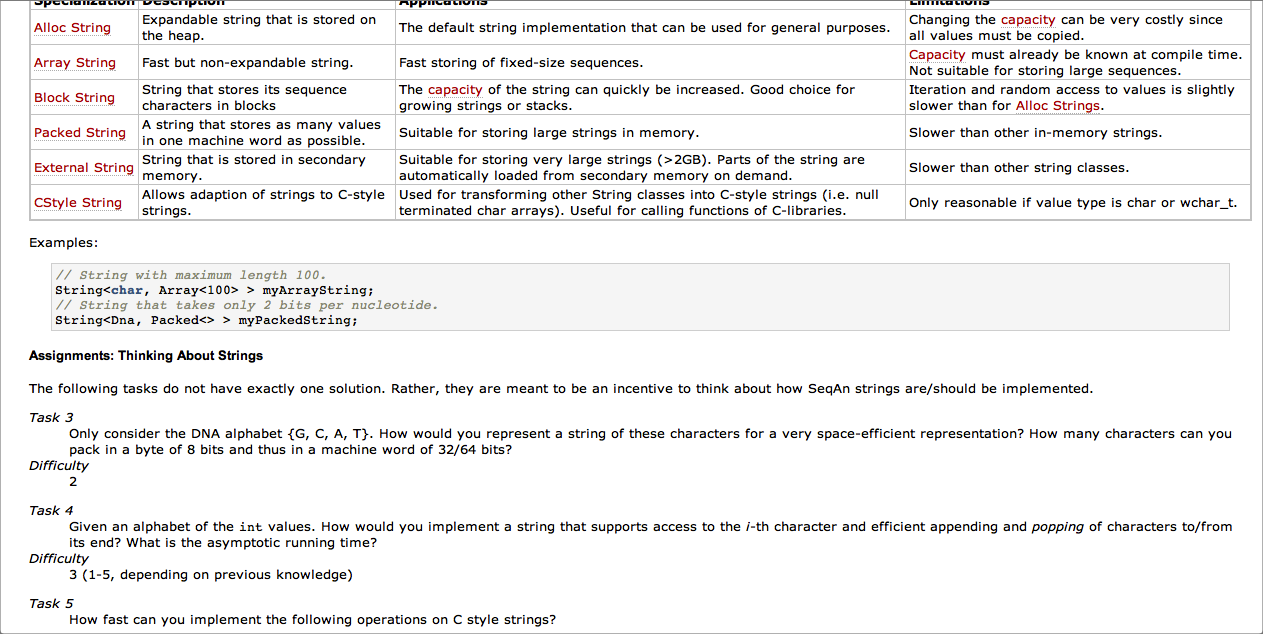 Specialization Description Applications Limitations
Alloc String
Expandable string that is stored on
the heap.
The default string implementation that can be used for general purposes.
Changing the capacity can be very costly since
all values must be copied.
Array String
Fast but non-expandable string.
Fast storing of fixed-size sequences.
Capacity must already be known at compile time.
Not suitable for storing large sequences.
Block String
String that stores its sequence
characters in blocks
The capacity of the string can quickly be increased. Good choice for
growing strings or stacks.
Iteration and random access to values is slightly
slower than for Alloc Strings.
Packed String
A string that stores as many values
in one machine word as possible.
Suitable for storing large strings in memory.
Slower than other in-memory strings.
External String
String that is stored in secondary
memory.
Suitable for storing very large strings (>2GB). Parts of the string are
automatically loaded from secondary memory on demand.
Slower than other string classes.
CStyle String
Allows adaption of strings to C-style
strings.
Used for transforming other String classes into C-style strings (i.e. null
terminated char arrays). Useful for calling functions of C-libraries.
Only reasonable if value type is char or wchar_t.
Examples:
// String with maximum length 100.
String<char, Array<100> > myArrayString;
// String that takes only 2 bits per nucleotide.
String<Dna, Packed<> > myPackedString;
Assignments: Thinking About Strings
The following tasks do not have exactly one solution. Rather, they are meant to be an incentive to think about how SeqAn strings are/should be implemented.
Task 3
Only consider the DNA alphabet {G, C, A, T}. How would you represent a string of these characters for a very space-efficient representation? How many characters can you
pack in a byte of 8 bits and thus in a machine word of 32/64 bits?
Difficulty
2
Task 4
Given an alphabet of the int values. How would you implement a string that supports access to the i-th character and efficient appending and popping of characters to/from
its end? What is the asymptotic running time?
Difficulty
3 (1-5, depending on previous knowledge)
Task 5
How fast can you implement the following operations on C style strings?